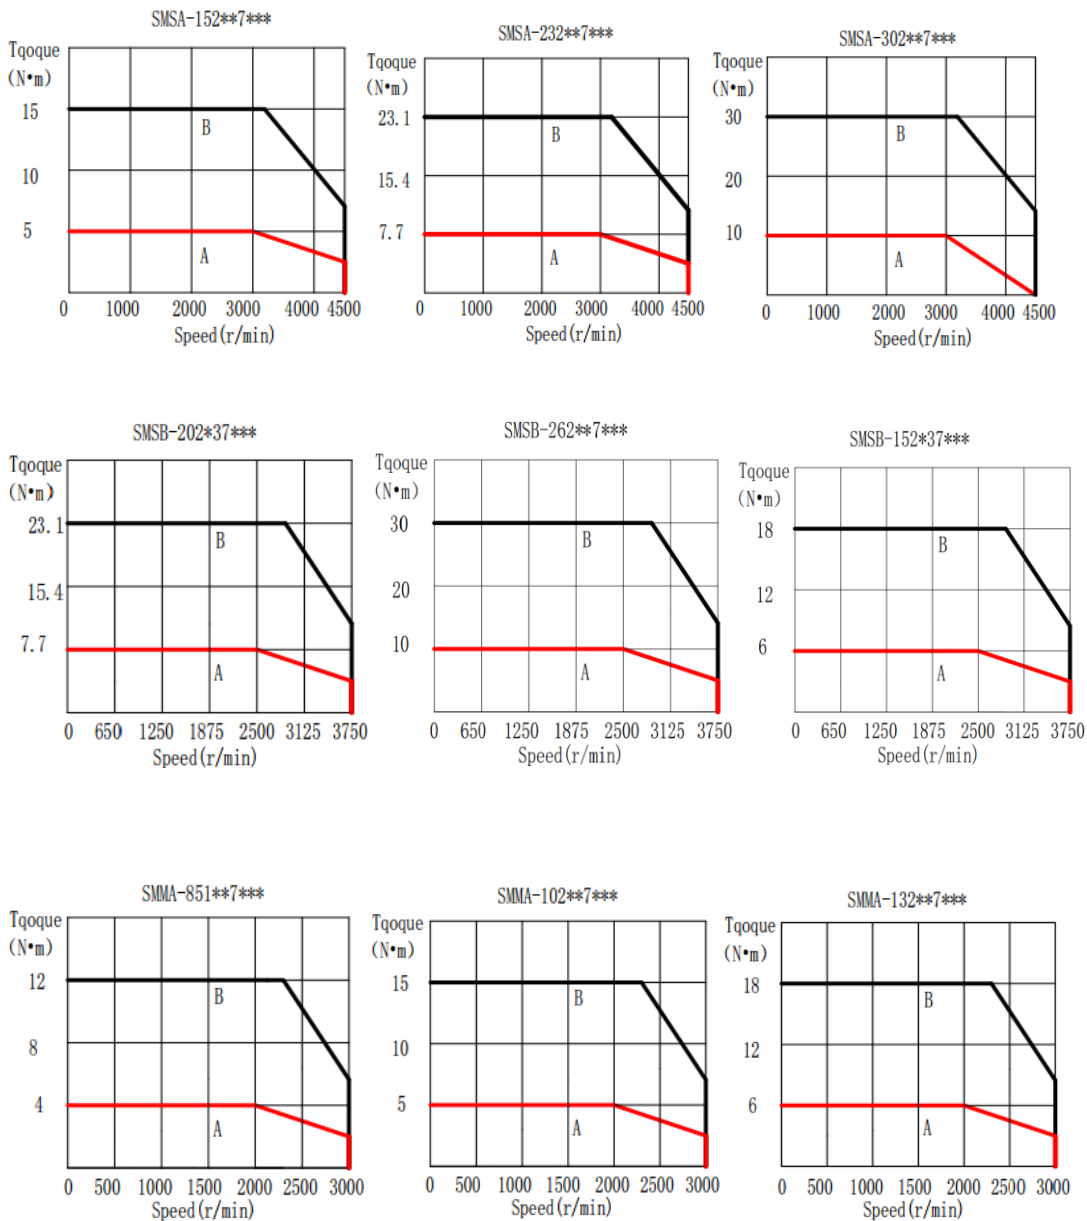 SMSA-152**7***
Tqoque
(N•m)
15
10
5
B
A
0 1000 2000 3000 4000 4500
Speed(r/min)
SMSA-232**7***
Tqoque
(N•m)
23.1
15.4
7.7
B
A
0 1000 2000 3000 4000 4500
Speed(r/min)
SMSA-302**7***
Tqoque
(N•m)
30
20
10
B
A
0 1000 2000 3000 4000 4500
Speed(r/min)
SMSB-202*37***
Tqoque
(N•m)
23.1
15.4
7.7
B
A
0 650 1250 1875 2500 3125 3750
Speed(r/min)
SMSB-262**7***
Tqoque
(N•m)
30
20
10
B
A
0 650 1250 1875 2500 3125 3750
Speed(r/min)
SMSB-152*37***
Tqoque
(N•m)
18
12
6
B
A
0 650 1250 1875 2500 3125 3750
Speed(r/min)
SMMA-851**7***
Tqoque
(N•m)
12
8
4
B
A
0 500 1000 1500 2000 2500 3000
Speed(r/min)
SMMA-102**7***
Tqoque
(N•m)
15
10
5
B
A
0 500 1000 1500 2000 2500 3000
Speed(r/min)
SMMA-132**7***
Tqoque
(N•m)
18
12
6
B
A
0 500 1000 1500 2000 2500 3000
Speed(r/min)